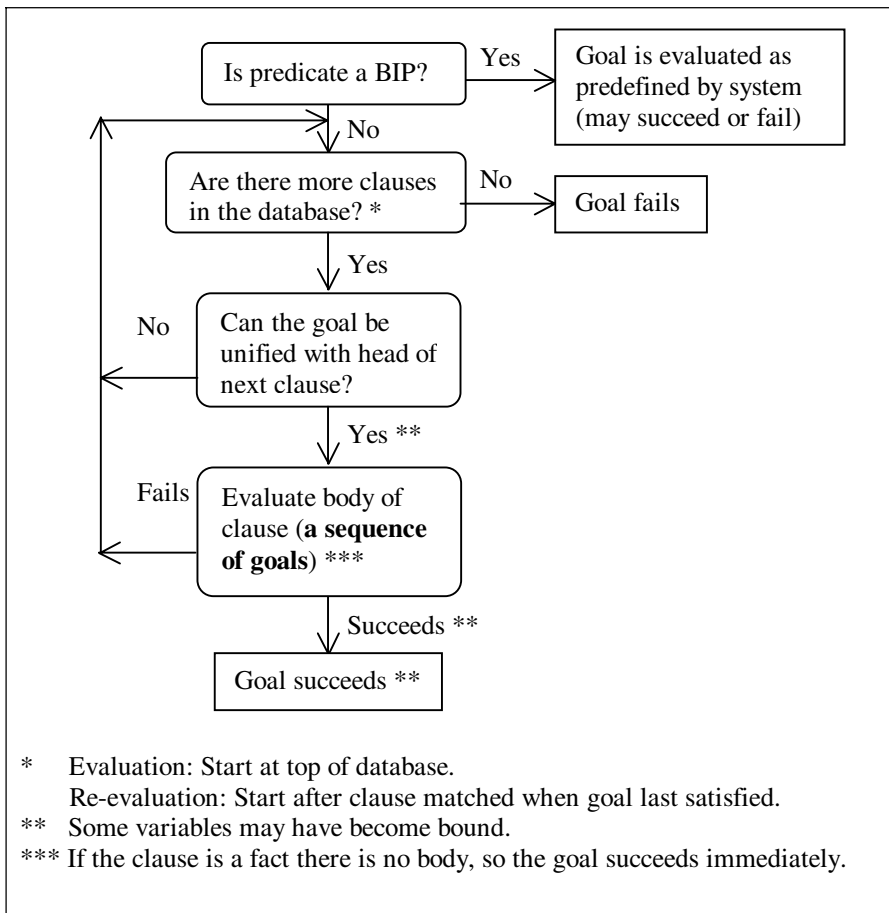 Is predicate a BIP?
Yes
Goal is evaluated as
predefined by system
(may succeed or fail)
No
Are there more clauses
in the database? *
No
Goal fails
Yes
No
Can the goal be
unified with head of
next clause?
Yes **
Fails
Evaluate body of
clause (a sequence
of goals) ***
Succeeds **
Goal succeeds **
* Evaluation: Start at top of database.
Re-evaluation: Start after clause matched when goal last satisfied.
** Some variables may have become bound.
*** If the clause is a fact there is no body, so the goal succeeds immediately.